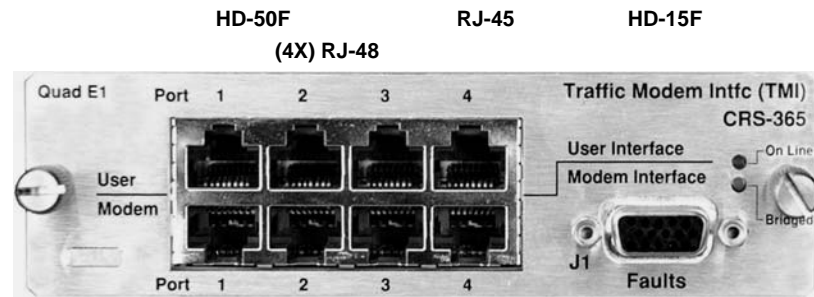 HD-50F RJ-45 HD-15F
(4X) RJ-48
Quad E1 Port 1 2 3 4 Traffic Modem Intfc (TMI)
CRS-365
User Interface On Line
User Modem Interface
Modem Bridged
J1
Port 1 2 3 4 Faults